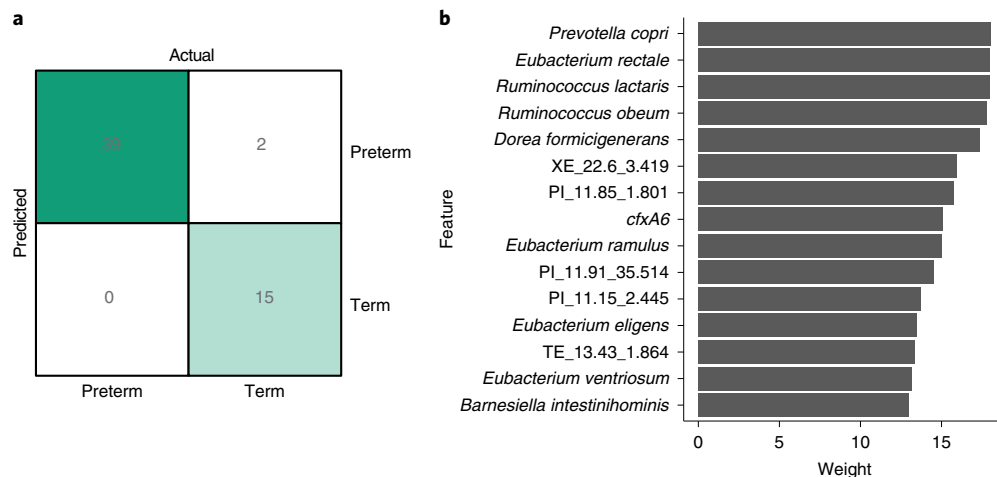 a
Actual
39
2
Preterm
Predicted
0
15
Term
Preterm
Term
b
Prevotella copri
Eubacterium rectale
Ruminococcus lactaris
Ruminococcus obeum
Dorea formicigenerans
XE_22.6_3.419
PI_11.85_1.801
cfxA6
Eubacterium ramulus
PI_11.91_35.514
PI_11.15_2.445
Eubacterium eligens
TE_13.43_1.864
Eubacterium ventriosum
Barnesiella intestinihominis
Feature
0 5 10 15
Weight